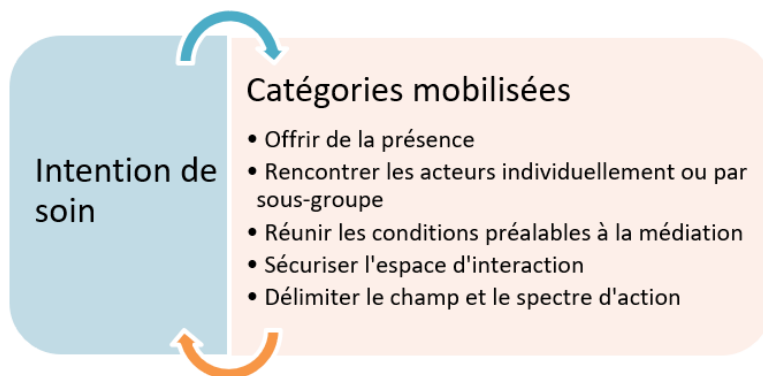 Intention de
soin
Catégories mobilisées
• Offrir de la présence
• Rencontrer les acteurs individuellement ou par
sous-groupe
• Réunir les conditions préalables à la médiation
• Sécuriser l'espace d'interaction
• Délimiter le champ et le spectre d'action